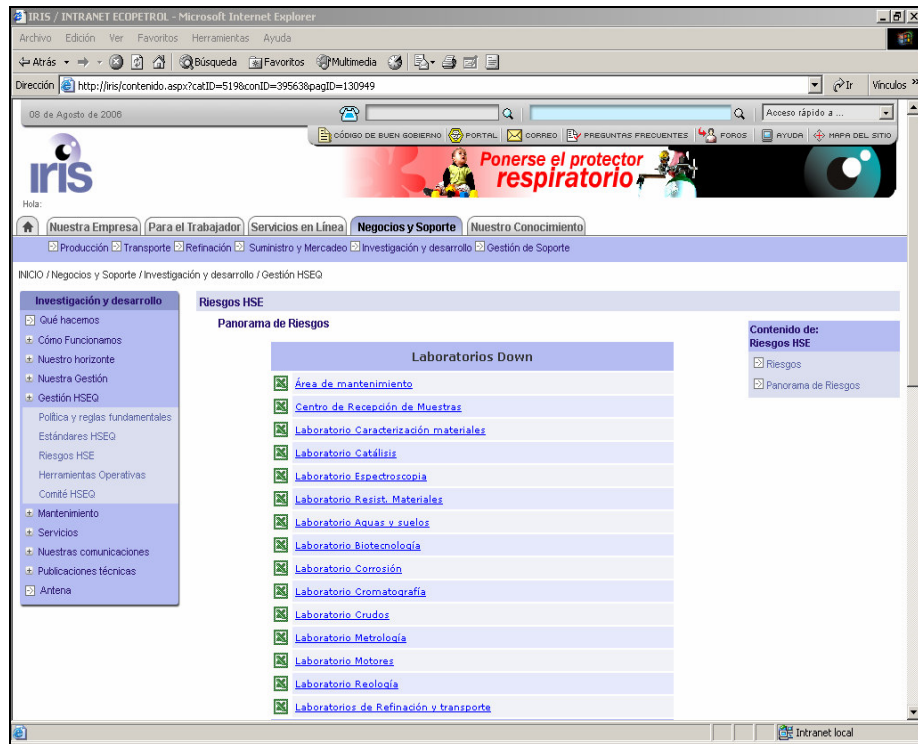 IRIS / INTRANET ECOPETROL - Microsoft Internet Explorer
Archivo Edición Ver Favoritos Herramientas Ayuda
Atrás Búsqueda Favoritos Multimedia
Dirección http://iris/contenido.aspx?catID=519&conID=39563&pagID=130949 Ir Vínculos »
08 de Agosto de 2006 Acceso rápido a ...
CÓDIGO DE BUEN GOBIERNO PORTAL CORREO PREGUNTAS FRECUENTES FOROS AYUDA MAPA DEL SITIO
IRIS
Ponerse el protector
respiratorio,
Hola:
Nuestra Empresa Para el Trabajador Servicios en Línea Negocios y Soporte Nuestro Conocimiento
Producción Transporte Refinación Suministro y Mercadeo Investigación y desarrollo Gestión de Soporte
INICIO / Negocios y Soporte / Investigación y desarrollo / Gestión HSEQ
Investigación y desarrollo
Qué hacemos
Cómo Funcionamos
Nuestro horizonte
Nuestra Gestión
Gestión HSEQ
Política y reglas fundamentales
Estándares HSEQ
Riesgos HSE
Herramientas Operativas
Comité HSEQ
Mantenimiento
Servicios
Nuestras comunicaciones
Publicaciones técnicas
Antena
Riesgos HSE
Panorama de Riesgos
Laboratorios Down
Área de mantenimiento
Centro de Recepción de Muestras
Laboratorio Caracterización materiales
Laboratorio Catálisis
Laboratorio Espectroscopia
Laboratorio Resist. Materiales
Laboratorio Aguas y suelos
Laboratorio Biotecnología
Laboratorio Corrosión
Laboratorio Cromatografía
Laboratorio Crudos
Laboratorio Metrología
Laboratorio Motores
Laboratorio Reología
Laboratorios de Refinación y transporte
Contenido de:
Riesgos HSE
Riesgos
Panorama de Riesgos
Intranet local